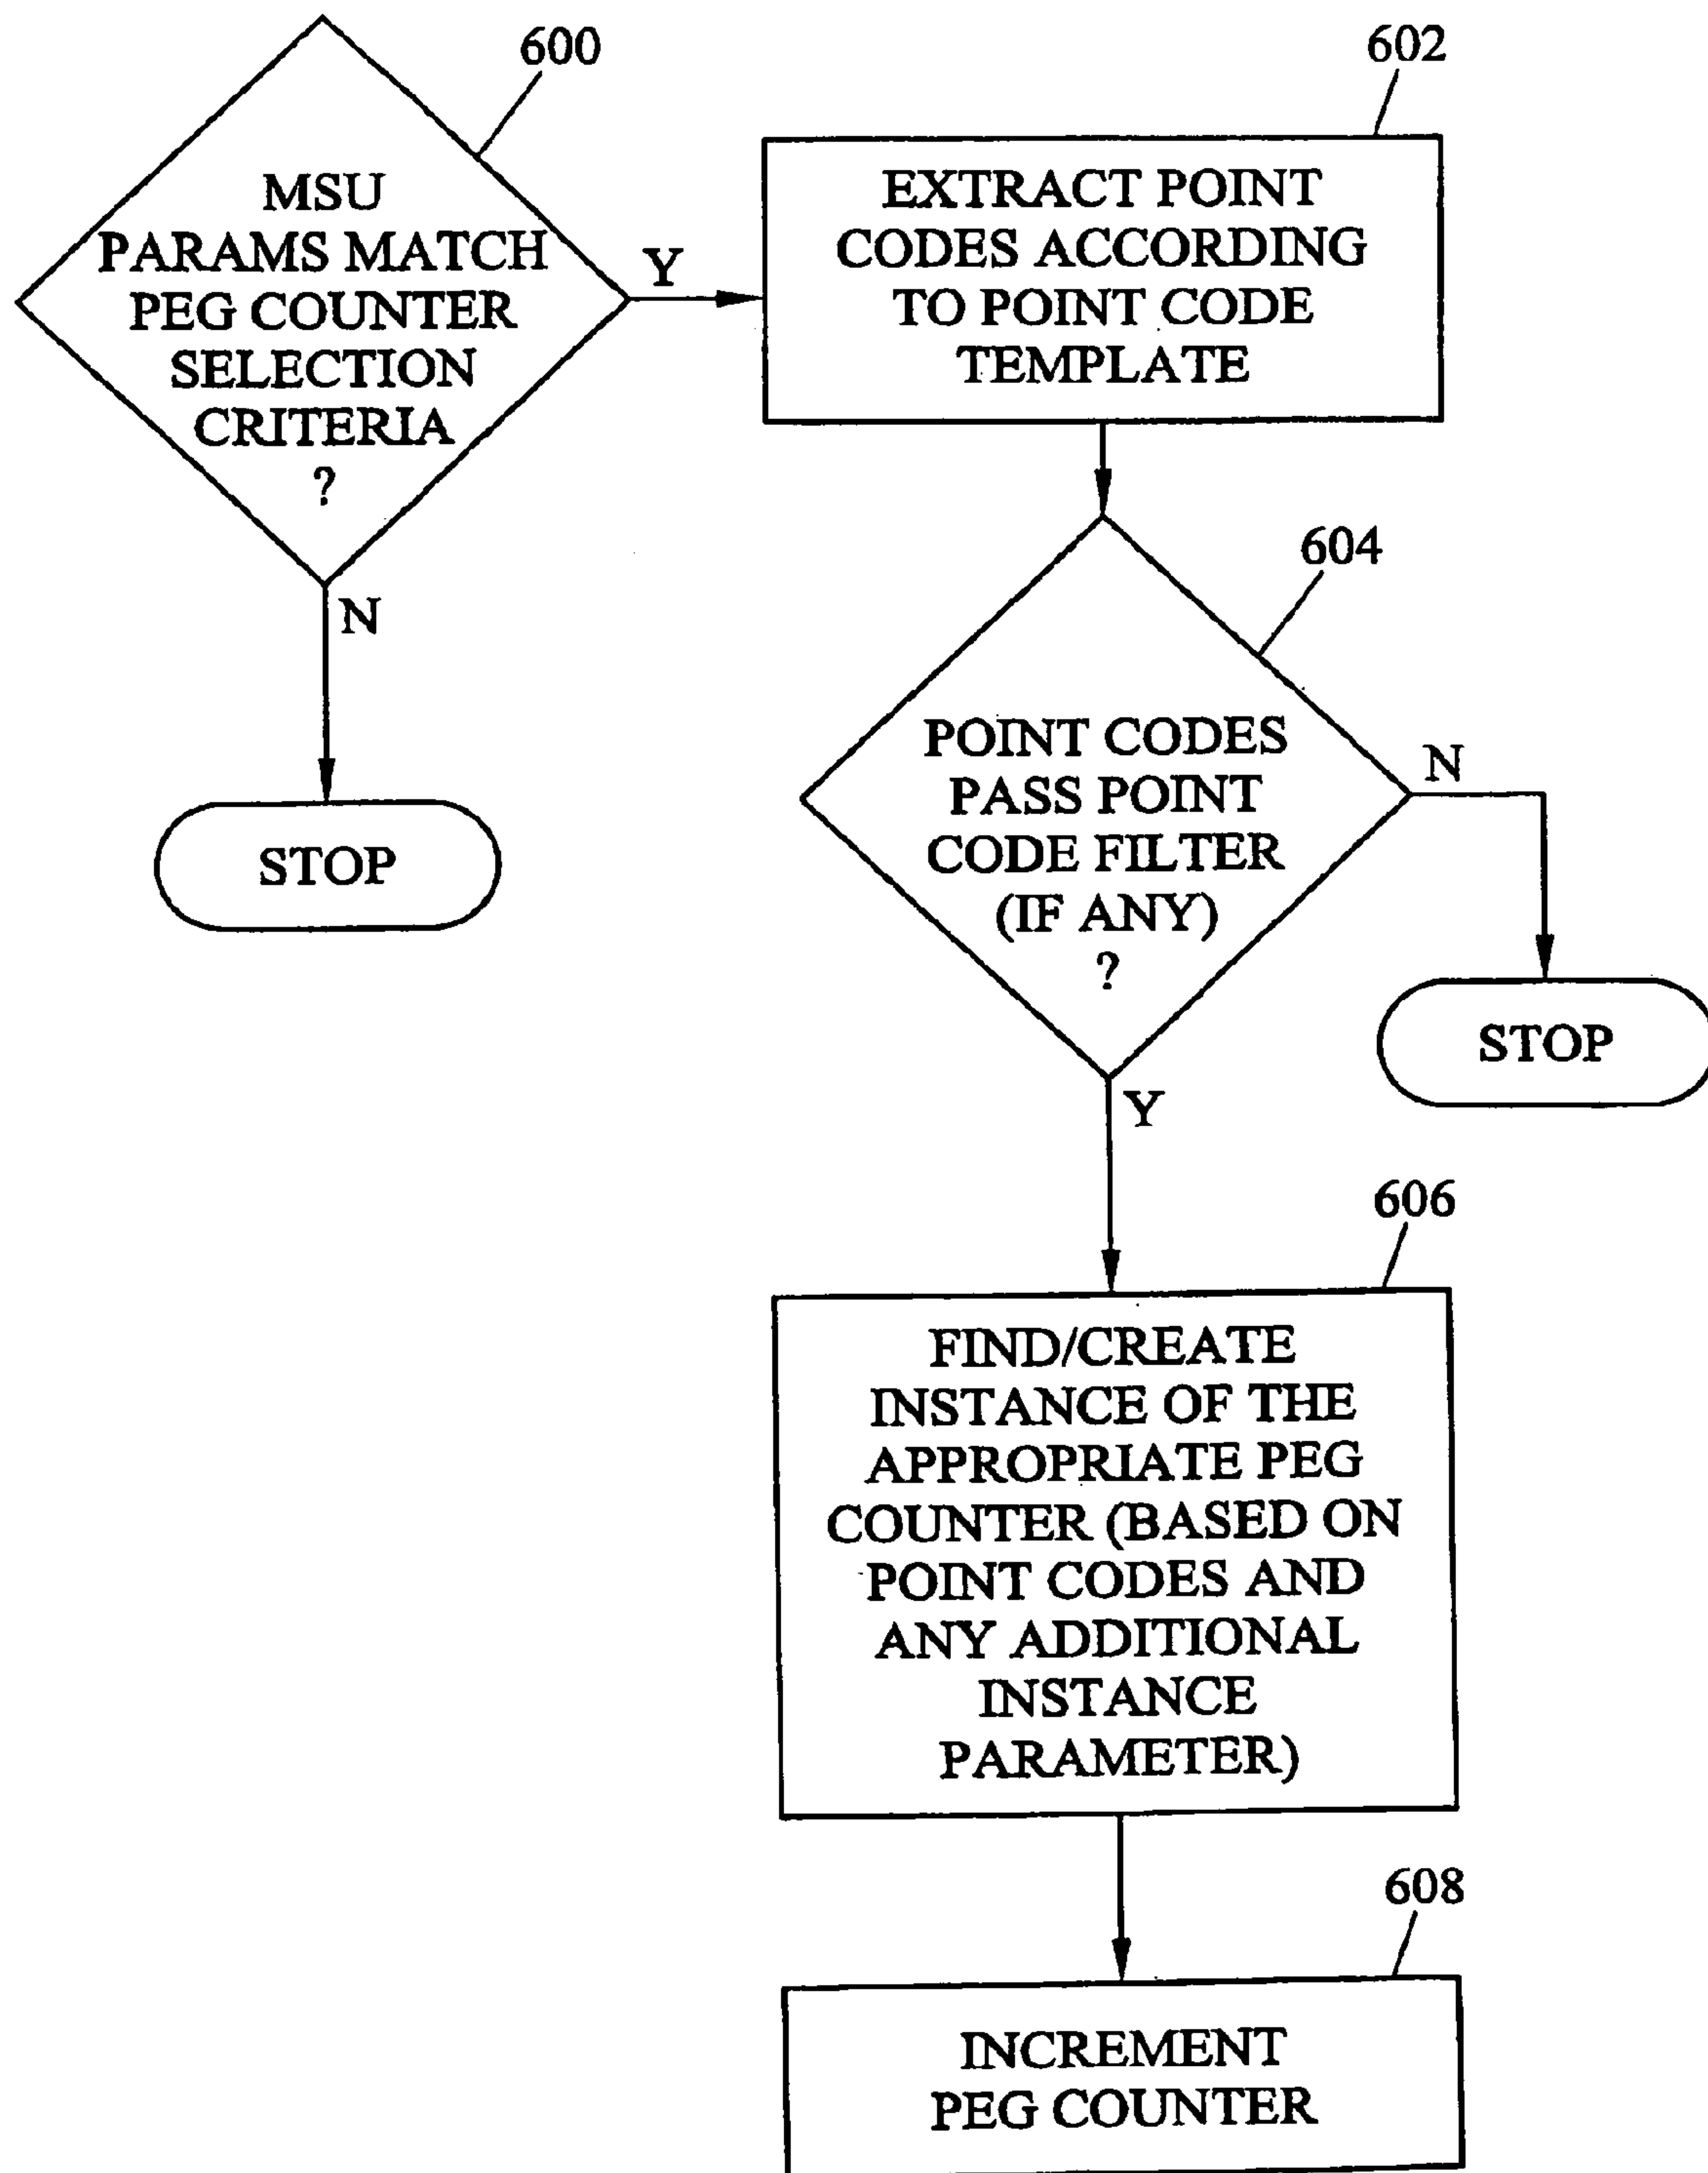 600
MSU
PARAMS MATCH
PEG COUNTER
SELECTION
CRITERIA
?
Y
N
STOP
602
EXTRACT POINT
CODES ACCORDING
TO POINT CODE
TEMPLATE
604
POINT CODES
PASS POINT
CODE FILTER
(IF ANY)
?
N
STOP
Y
606
FIND/CREATE
INSTANCE OF THE
APPROPRIATE PEG
COUNTER (BASED ON
POINT CODES AND
ANY ADDITIONAL
INSTANCE
PARAMETER)
608
INCREMENT
PEG COUNTER